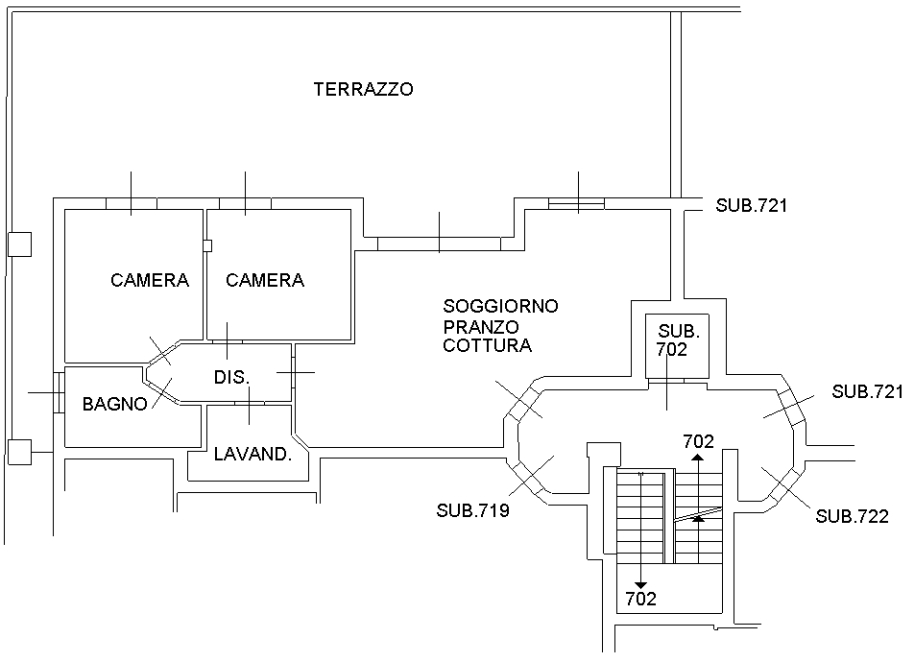 TERRAZZO
SUB.721
CAMERA
CAMERA
SOGGIORNO
PRANZO
COTTURA
SUB.
702
DIS.
BAGNO
SUB.721
LAVAND.
702
SUB.719
SUB.722
702